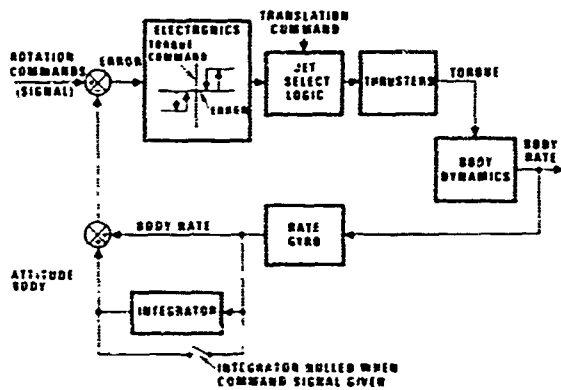 ELECTRONICS
TORQUE
COMMAND
ERROR
TRANSLATION
COMMAND
ROTATION
COMMANDS
(SIGNAL)
ERROR
JET
SELECT
LOGIC
THRUSTERS
TORQUE
BODY
DYNAMICS
BODY
RATE
BODY RATE
RATE
GYRO
ATTITUDE
BODY
INTEGRATOR
INTEGRATOR NULLED WHEN
COMMAND SIGNAL GIVEN